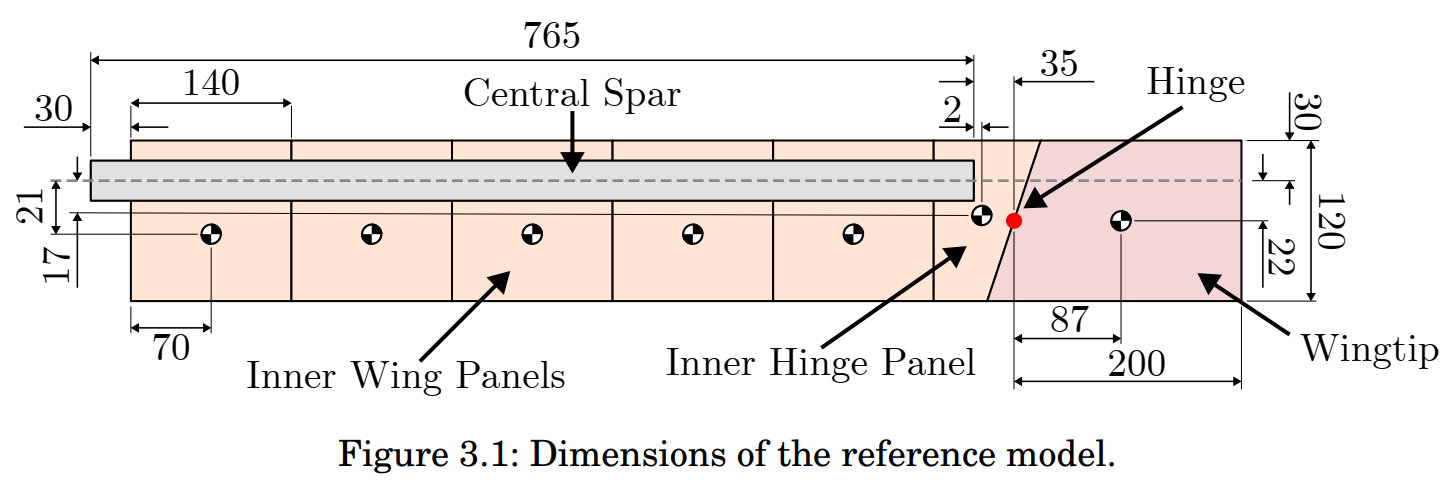 765
35
140
Central Spar
Hinge
30
2
30
21
17
120
22
70
87
Inner Wing Panels
Inner Hinge Panel
200
Wingtip
Figure 3.1: Dimensions of the reference model.